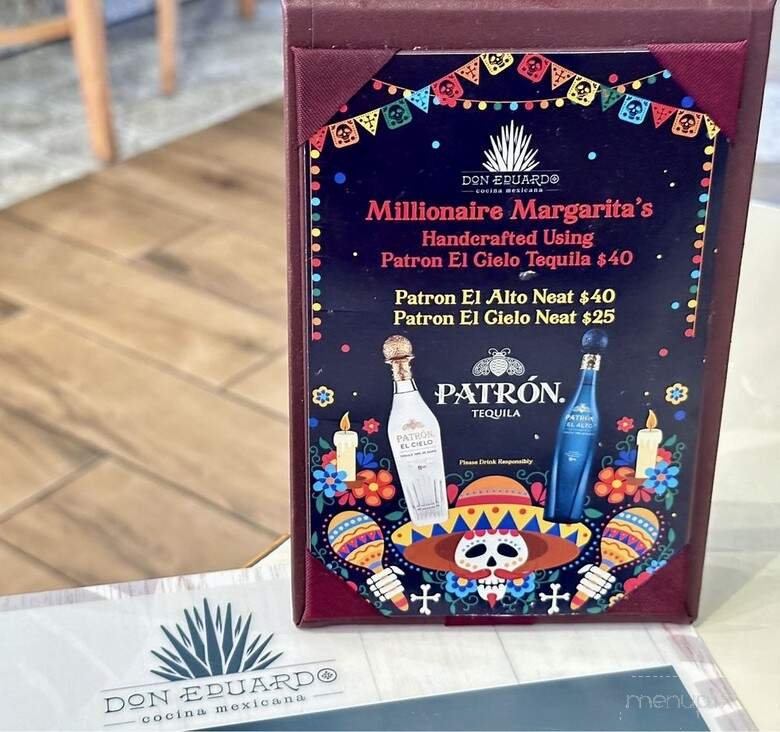 DON EDUARDO
cocina mexicana
Millionaire Margarita's
Handcrafted Using
Patron El Cielo Tequila $40
Patron El Alto Neat $40
Patron El Cielo Neat $25
PATRÓN
TEQUILA
PATRÓN
EL CIELO
PATRÓN
EL ALTO
Please Drink Responsibly
DON EDUARDO
cocina mexicana